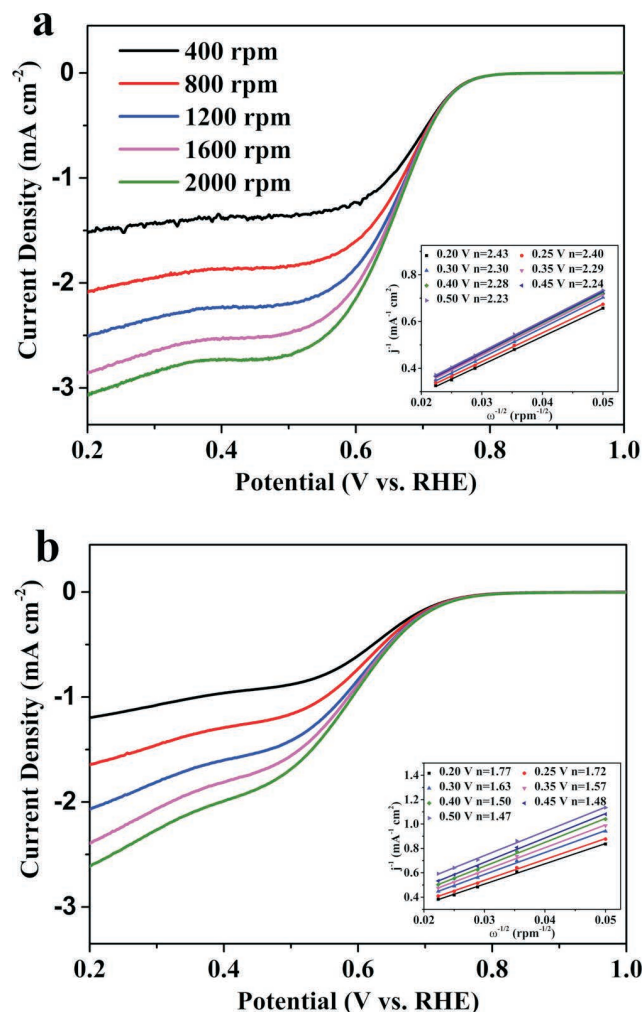 a
400 rpm
800 rpm
1200 rpm
1600 rpm
2000 rpm
0
-1
-2
-3
Current Density (mA cm-2)
0.2 0.4 0.6 0.8 1.0
Potential (V vs. RHE)
0.20 V n=2.43 0.25 V n=2.40
0.30 V n=2.30 0.35 V n=2.29
0.40 V n=2.28 0.45 V n=2.24
0.50 V n=2.23
0.8
0.6
0.4
j-1 (mA-1 cm2)
0.02 0.03 0.04 0.05
ω-1/2 (rpm-1/2)
b
0
-1
-2
-3
Current Density (mA cm-2)
0.2 0.4 0.6 0.8 1.0
Potential (V vs. RHE)
0.20 V n=1.77 0.25 V n=1.72
0.30 V n=1.63 0.35 V n=1.57
0.40 V n=1.50 0.45 V n=1.48
0.50 V n=1.47
1.4
1.2
1.0
0.8
0.6
0.4
j-1 (mA-1 cm2)
0.02 0.03 0.04 0.05
ω-1/2 (rpm-1/2)